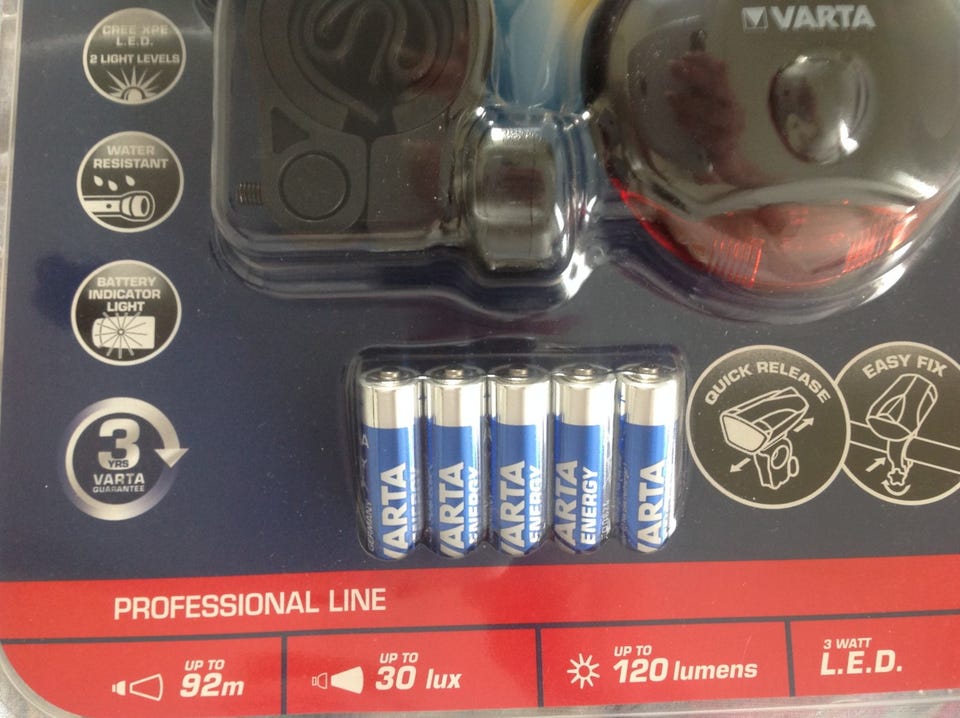 CREE XPE
L.E.D.
2 LIGHT LEVELS
VARTA
WATER
RESISTANT
BATTERY
INDICATOR
LIGHT
3
YRS
VARTA
GUARANTEE
QUICK RELEASE
EASY FIX
VARTA
VARTA
ENERGY
VARTA
ENERGY
VARTA
ENERGY
VARTA
PROFESSIONAL LINE
UP TO
92m
UP TO
30 lux
UP TO
120 lumens
3 WATT
L.E.D.